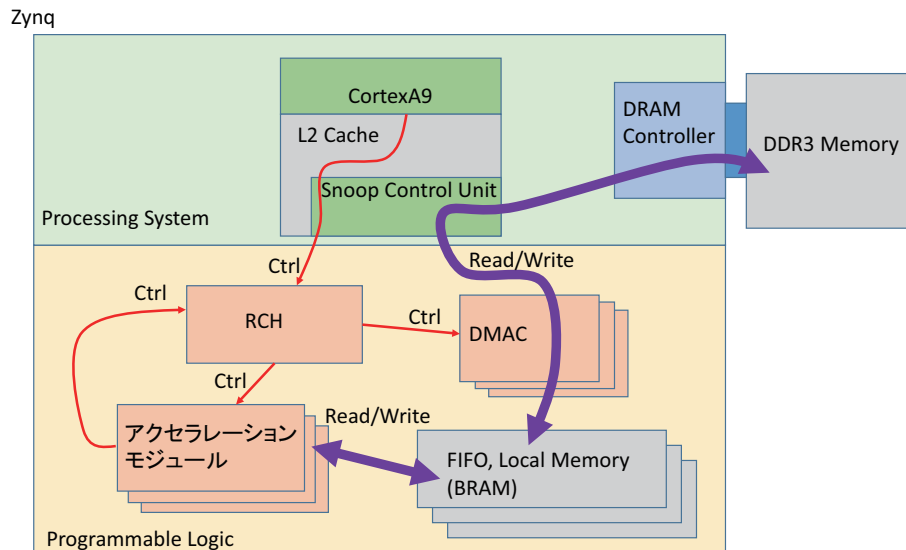 Zynq
CortexA9
L2 Cache
Snoop Control Unit
DRAM
Controller
DDR3 Memory
Processing System
Ctrl
Read/Write
Ctrl
RCH
Ctrl
DMAC
Ctrl
Read/Write
アクセラレーション
モジュール
FIFO, Local Memory
(BRAM)
Programmable Logic